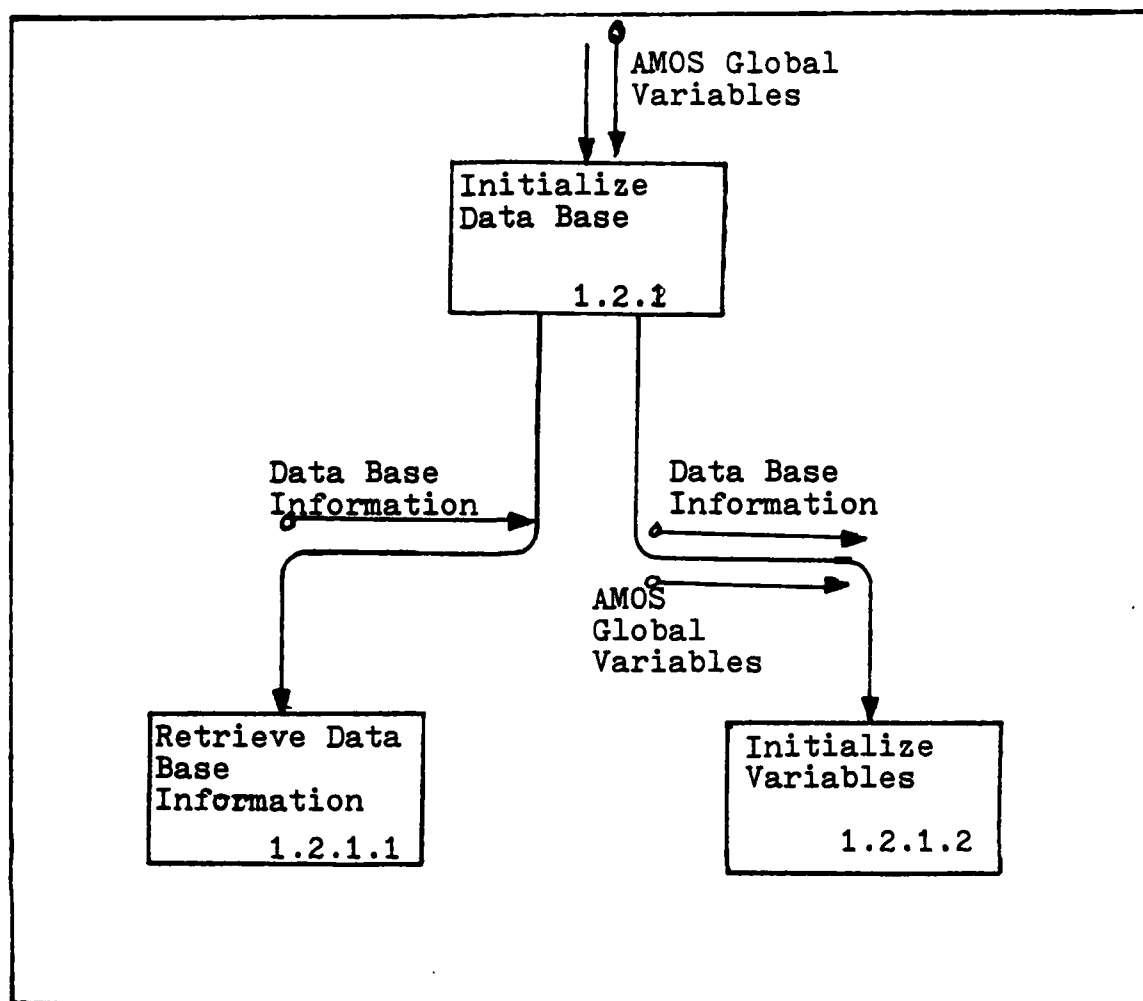 AMOS Global
Variables
Initialize
Data Base
1.2.1
Data Base
Information
Data Base
Information
AMOS
Global
Variables
Retrieve Data
Base
Information
1.2.1.1
Initialize
Variables
1.2.1.2